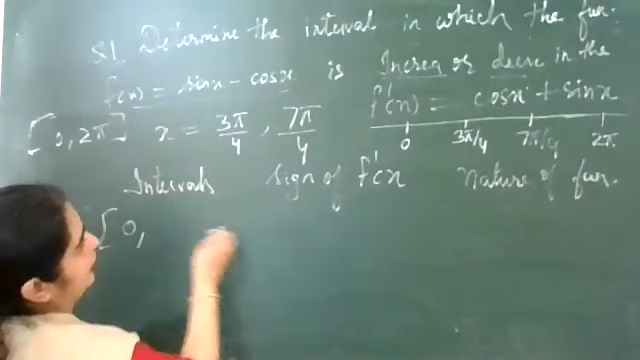 Q1 Determine the interval in which the fun.
f(x) = sinx - cosx is Increa or decre in the
[0, 2π] x = 3π/4, 7π/4 f'(x) = cosx + sinx
0 3π/4 7π/4 2π
Intervals sign of f'(x nature of fun.
[0,